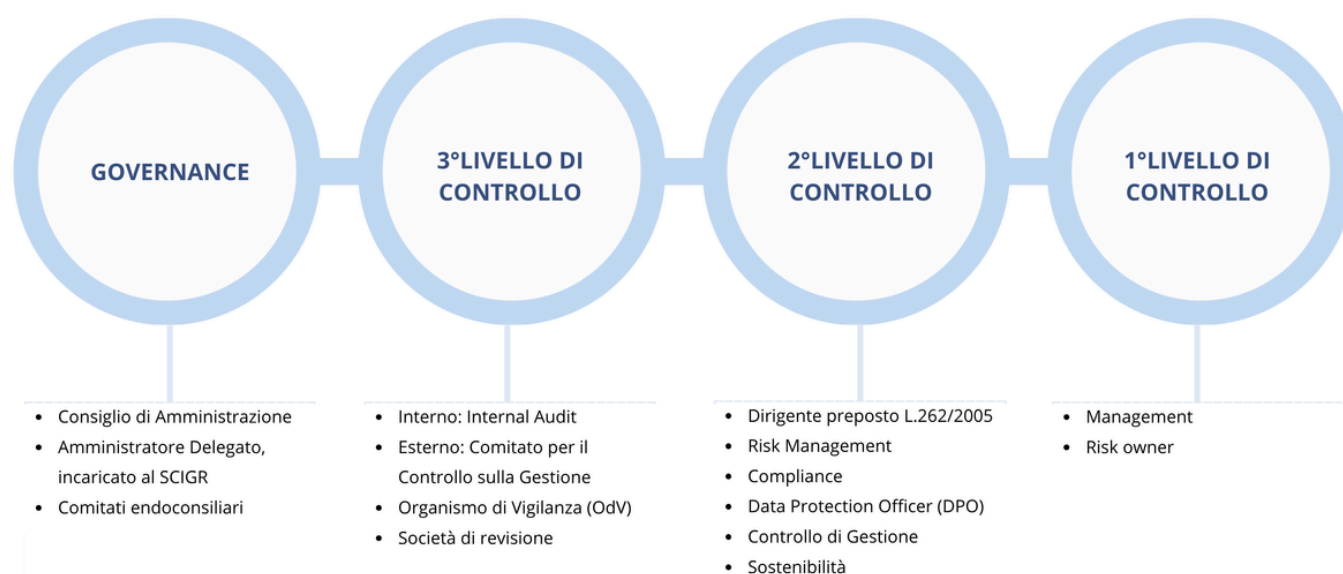 GOVERNANCE
3°LIVELLO DI
CONTROLLO
2°LIVELLO DI
CONTROLLO
1°LIVELLO DI
CONTROLLO
• Consiglio di Amministrazione
• Amministratore Delegato,
incaricato al SCIGR
• Comitati endoconsiliari
• Interno: Internal Audit
• Esterno: Comitato per il
Controllo sulla Gestione
• Organismo di Vigilanza (OdV)
• Società di revisione
• Dirigente preposto L.262/2005
• Risk Management
• Compliance
• Data Protection Officer (DPO)
• Controllo di Gestione
• Sostenibilità
• Management
• Risk owner